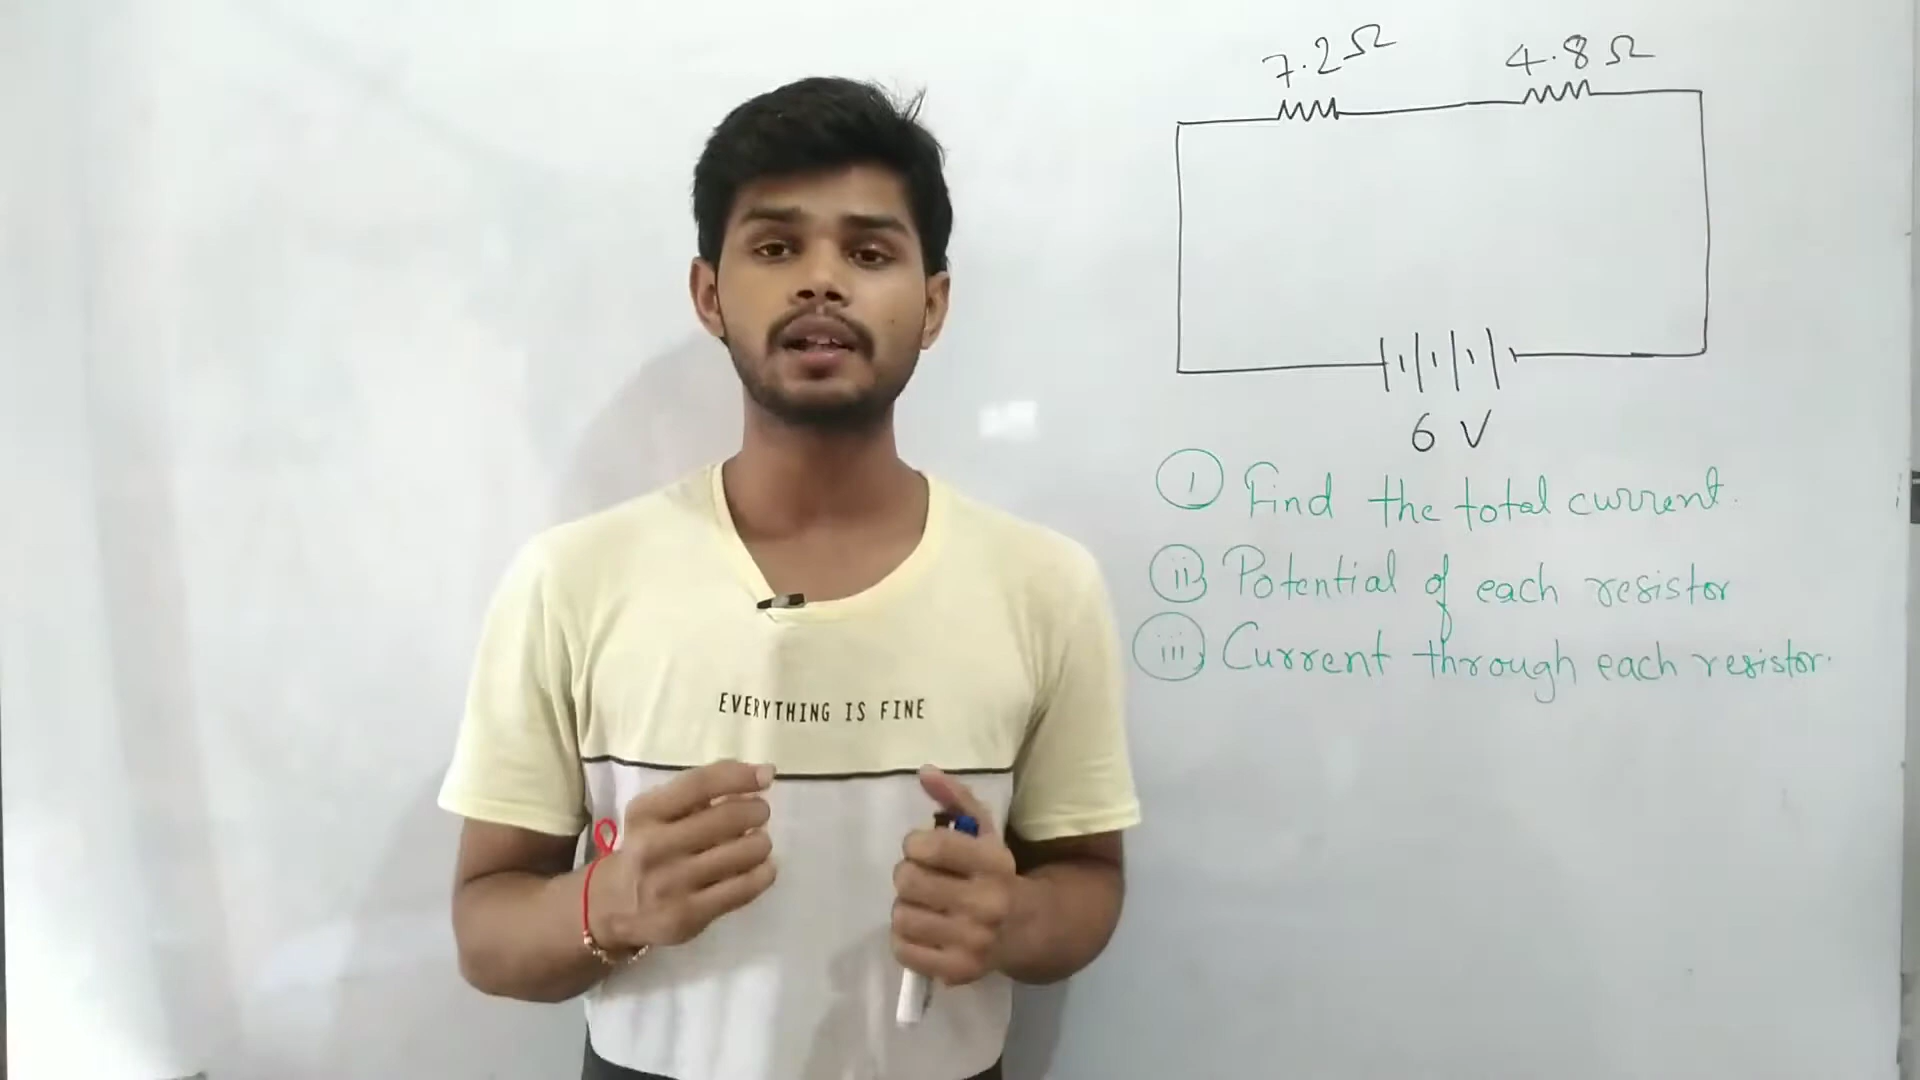 7.2Ω 4.8Ω
6 V
i Find the total current.
ii Potential of each resistor
iii Current through each resistor.
EVERYTHING IS FINE